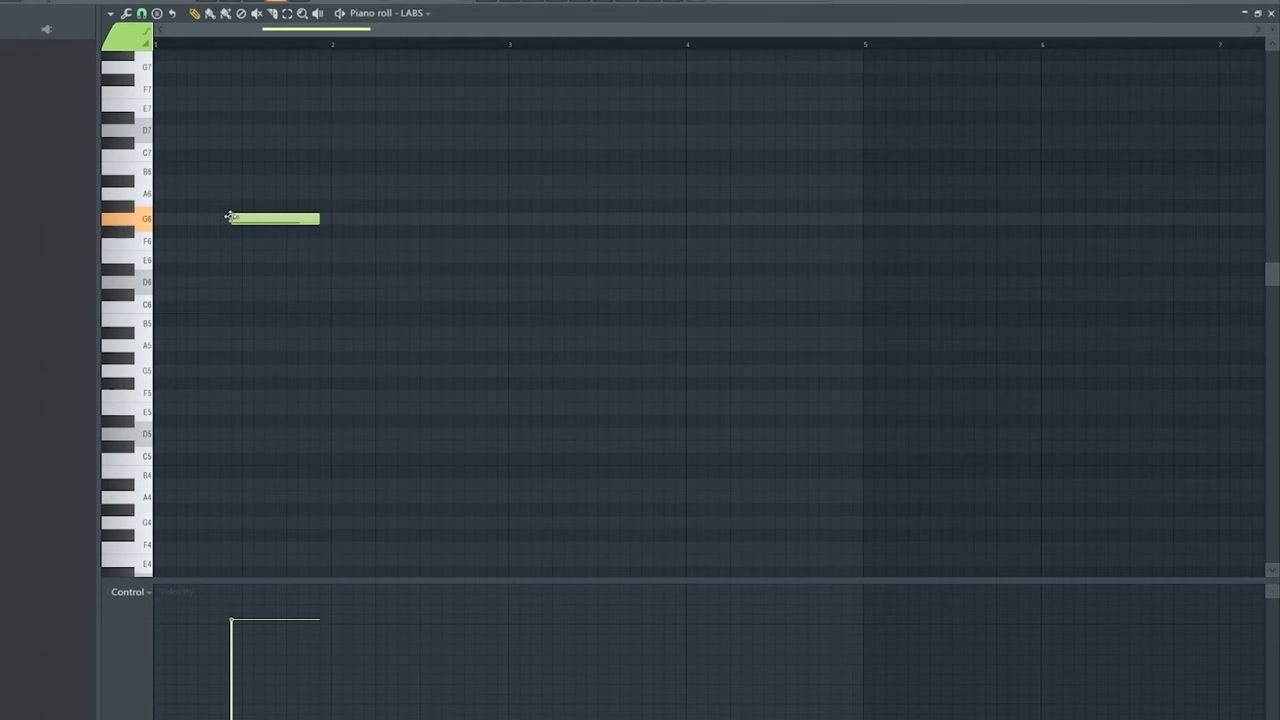 Piano roll - LABS
1 2 3 4 5 6 7
G7
F7
E7
D7
C7
B6
A6
G6
F6
E6
D6
C6
B5
A5
G5
F5
E5
D5
C5
B4
A4
G4
F4
E4
Control
Velocity